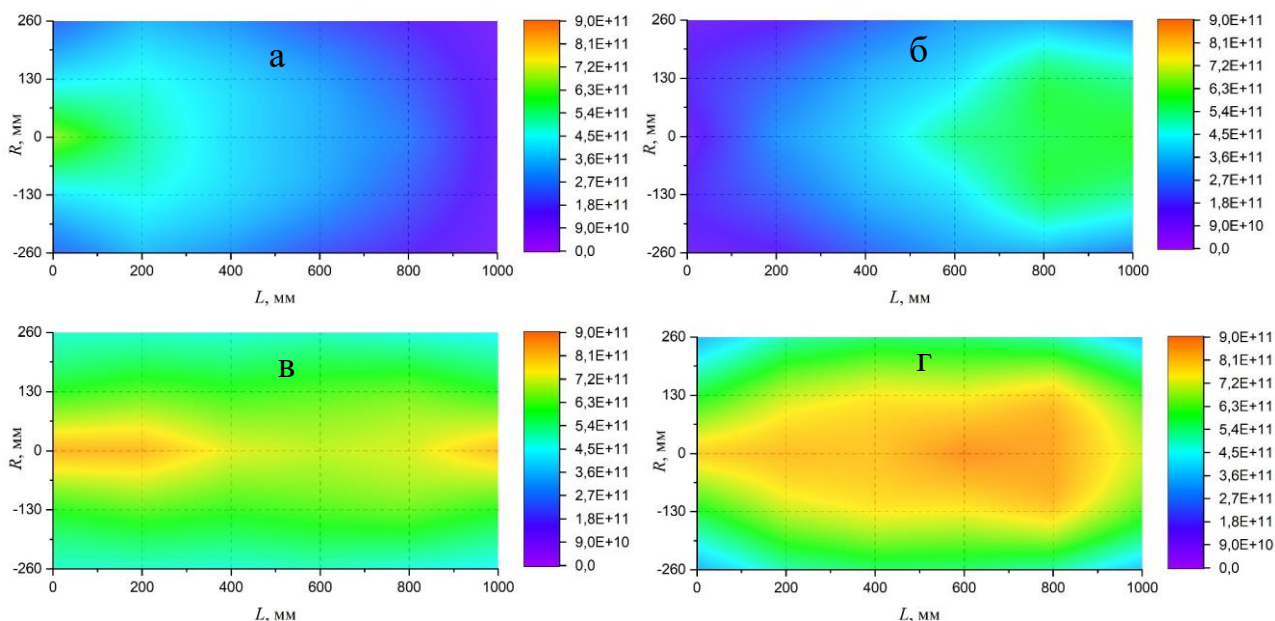 а
260
130
0
-130
-260
R, мм
0
200
400
600
800
1000
L, мм
9,0E+11
8,1E+11
7,2E+11
6,3E+11
5,4E+11
4,5E+11
3,6E+11
2,7E+11
1,8E+11
9,0E+10
0,0
б
260
130
0
-130
-260
R, мм
0
200
400
600
800
1000
L, мм
9,0E+11
8,1E+11
7,2E+11
6,3E+11
5,4E+11
4,5E+11
3,6E+11
2,7E+11
1,8E+11
9,0E+10
0,0
в
260
130
0
-130
-260
R, мм
0
200
400
600
800
1000
L, мм
9,0E+11
8,1E+11
7,2E+11
6,3E+11
5,4E+11
4,5E+11
3,6E+11
2,7E+11
1,8E+11
9,0E+10
0,0
г
260
130
0
-130
-260
R, мм
0
200
400
600
800
1000
L, мм
9,0E+11
8,1E+11
7,2E+11
6,3E+11
5,4E+11
4,5E+11
3,6E+11
2,7E+11
1,8E+11
9,0E+10
0,0